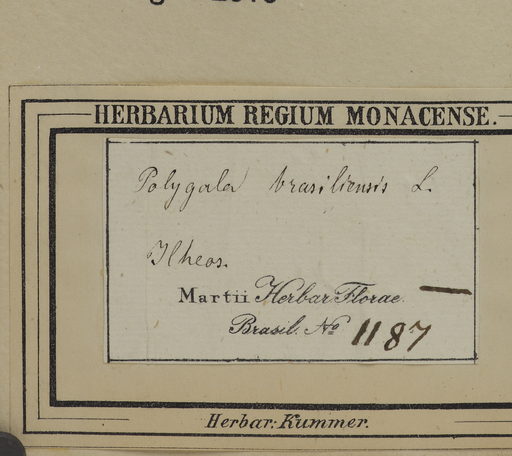 HERBARIUM REGIUM MONACENSE.
Polygala brasiliensis L.
Ilheos.
Martii Herbar. Florae
Brasil. No 1187
Herbar: Kummer.